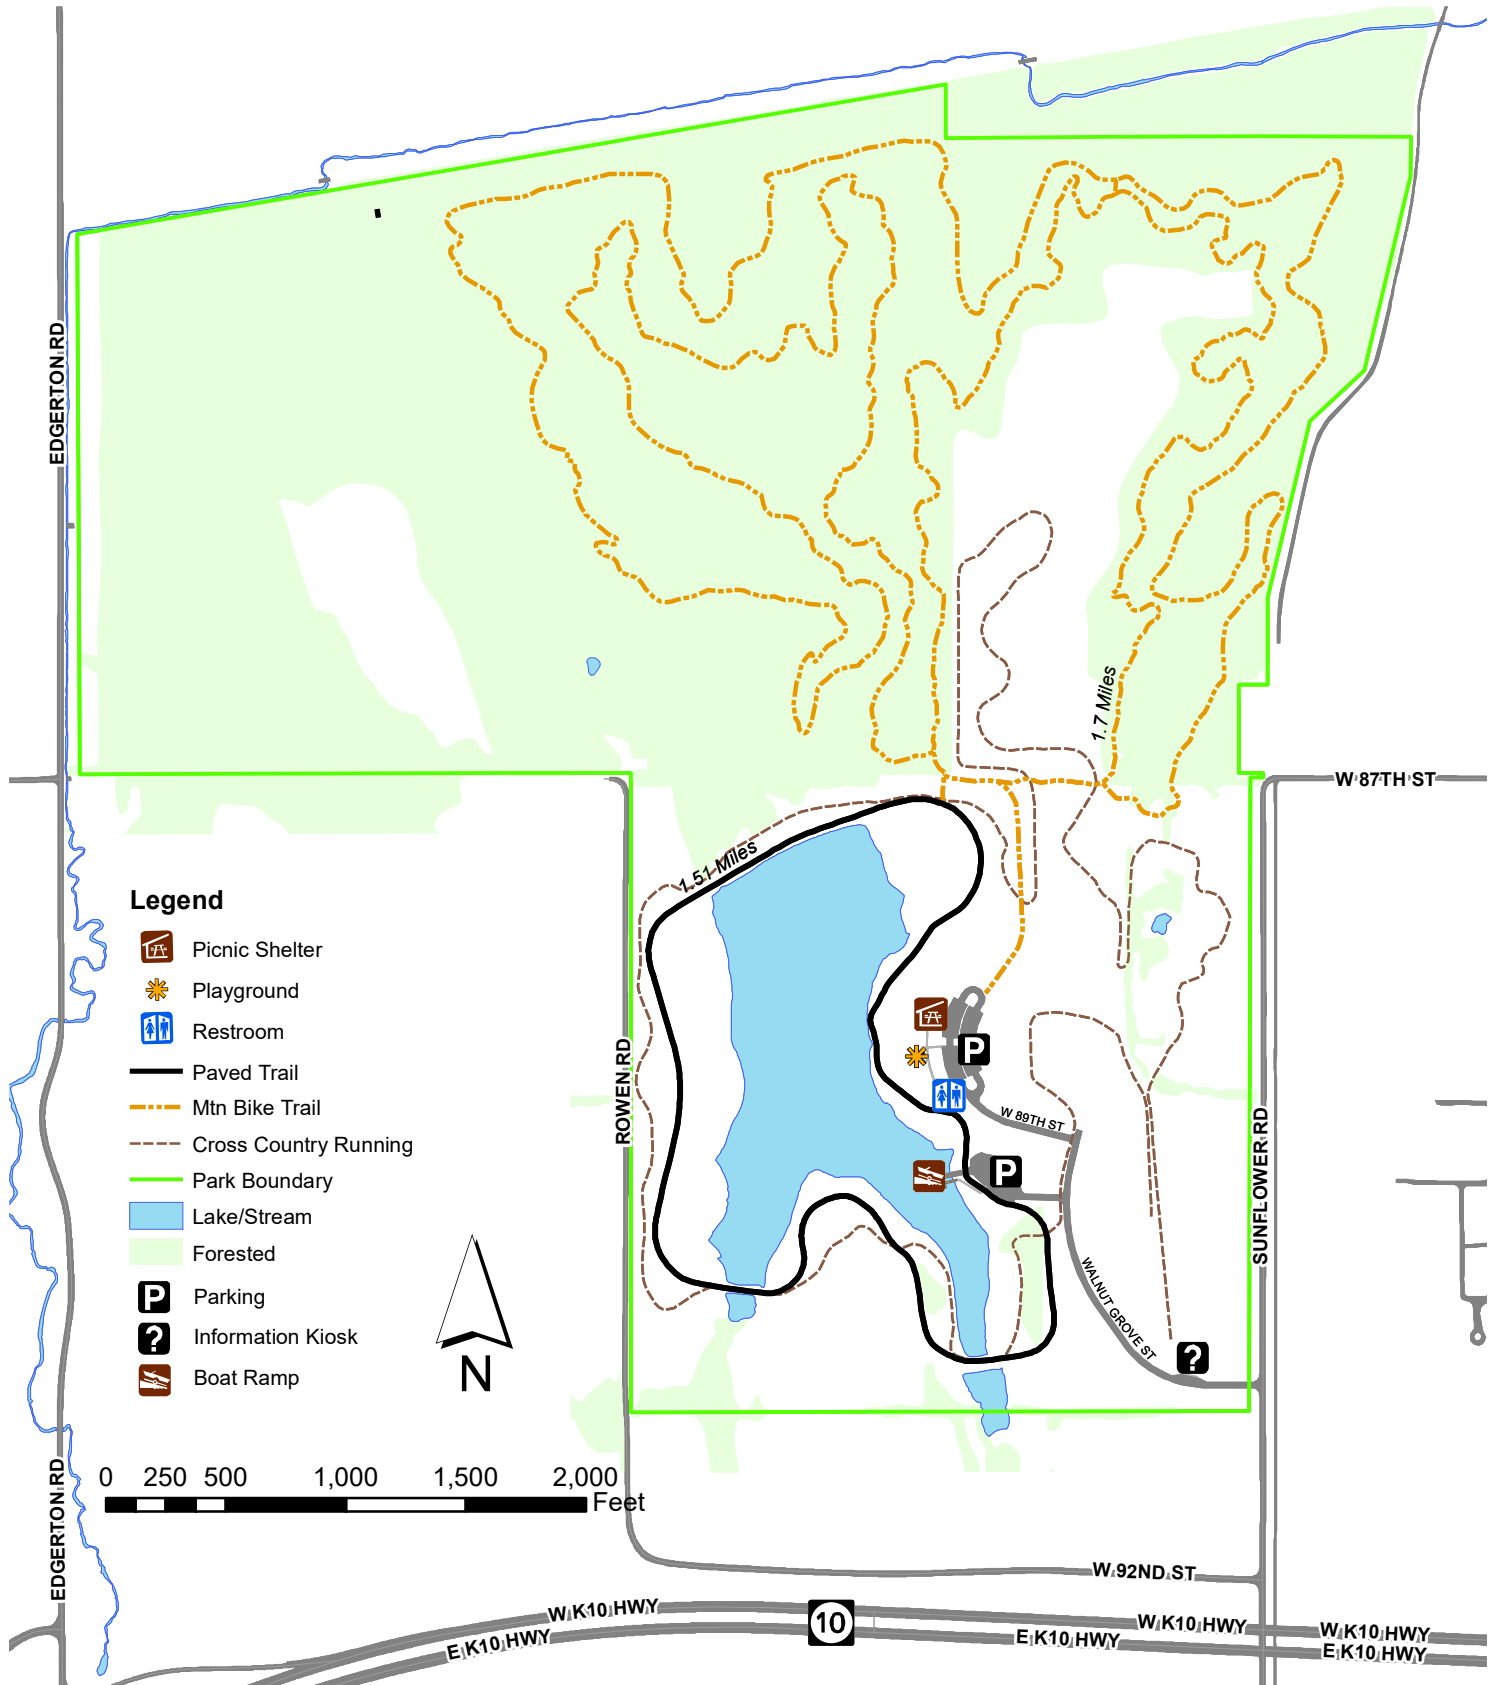 EDGERTON RD
1.7 Miles
W 87TH ST
1.51 Miles
Legend
Picnic Shelter
Playground
Restroom
Paved Trail
Mtn Bike Trail
Cross Country Running
Park Boundary
Lake/Stream
Forested
P Parking
? Information Kiosk
Boat Ramp
N
ROWEN RD
P
W 89TH ST
P
SUNFLOWER RD
WALNUT GROVE ST
?
0 250 500 1,000 1,500 2,000
Feet
EDGERTON RD
W 92ND ST
W K10 HWY
10
W K10 HWY
W K10 HWY
E K10 HWY
E K10 HWY
E K10 HWY